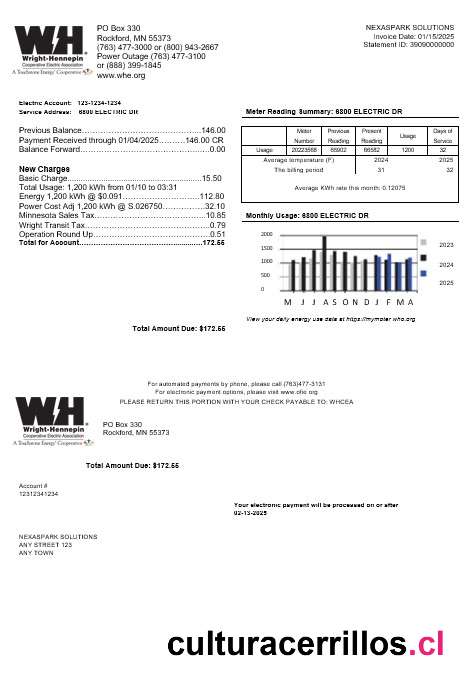 WH
Wright-Hennepin
Cooperative Electric Association
A Touchstone Energy® Cooperative
PO Box 330
Rockford, MN 55373
(763) 477-3000 or (800) 943-2667
Power Outage (763) 477-3100
or (888) 399-1845
www.whe.org
NEXASPARK SOLUTIONS
Invoice Date: 01/15/2025
Statement ID: 39090000000
Electric Account: 123-1234-1234
Service Address: 6800 ELECTRIC DR
Previous Balance 146.00
Payment Received through 01/04/2025 146.00 CR
Balance Forward 0.00
New Charges
Basic Charge 15.50
Total Usage: 1,200 kWh from 01/10 to 03:31
Energy 1,200 kWh @ $0.091 112.80
Power Cost Adj 1,200 kWh @ S.026750 32.10
Minnesota Sales Tax 10.85
Wright Transit Tax 0.79
Operation Round Up 0.51
Total for Account 172.55
Total Amount Due: $172.55
Meter Reading Summary: 6800 ELECTRIC DR
Meter Number Previous Reading Present Reading Usage Days of Service
Usage 20223568 65902 66582 1200 32
Average temperature (F) 2024 2025
The billing period 31 32
Average KWh rate this month: 0.12075
Monthly Usage: 6800 ELECTRIC DR
2000
1500
1000
500
0
M J J A S O N D J F M A
2023
2024
2025
View your daily energy use data at https://mymeter.whe.org
For automated payments by phone, please call (763)477-3131
For electronic payment options, please visit www.whe.org
PLEASE RETURN THIS PORTION WITH YOUR CHECK PAYABLE TO: WHCEA
WH
Wright-Hennepin
Cooperative Electric Association
A Touchstone Energy® Cooperative
PO Box 330
Rockford, MN 55373
Total Amount Due: $172.55
Account #
12312341234
Your electronic payment will be processed on or after
02-13-2025
NEXASPARK SOLUTIONS
ANY STREET 123
ANY TOWN
culturacerrillos.cl